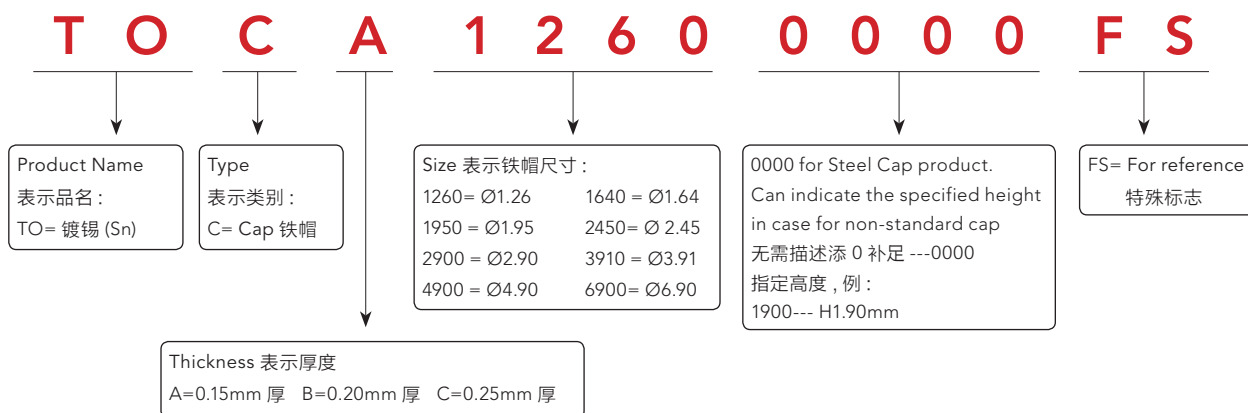 T O C A 1 2 6 0 0 0 0 0 F S
Product Name
表示品名 :
TO= 镀锡 (Sn)
Type
表示类别 :
C= Cap 铁帽
Size 表示铁帽尺寸 :
1260= Ø1.26 1640 = Ø1.64
1950 = Ø1.95 2450= Ø 2.45
2900 = Ø2.90 3910 = Ø3.91
4900 = Ø4.90 6900= Ø6.90
0000 for Steel Cap product.
Can indicate the specified height
in case for non-standard cap
无需描述添 0 补足 ---0000
指定高度 , 例 :
1900--- H1.90mm
FS= For reference
特殊标志
Thickness 表示厚度
A=0.15mm 厚 B=0.20mm 厚 C=0.25mm 厚